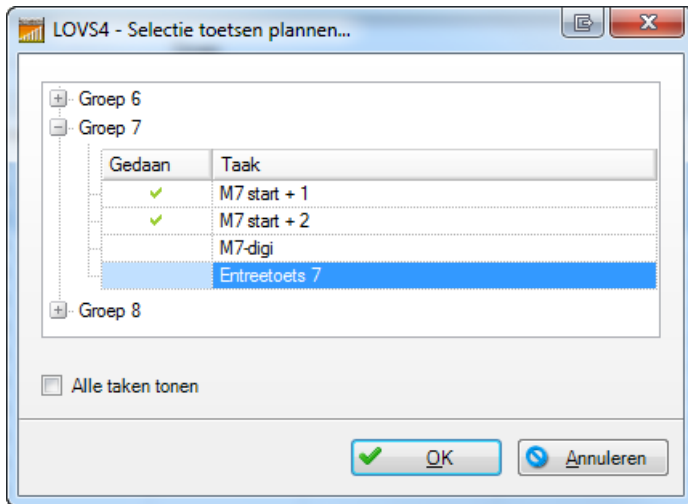 LOVS4 - Selectie toetsen plannen...
Groep 6
Groep 7
Gedaan Taak
M7 start + 1
M7 start + 2
M7-digi
Entreetoets 7
Groep 8
Alle taken tonen
OK Annuleren